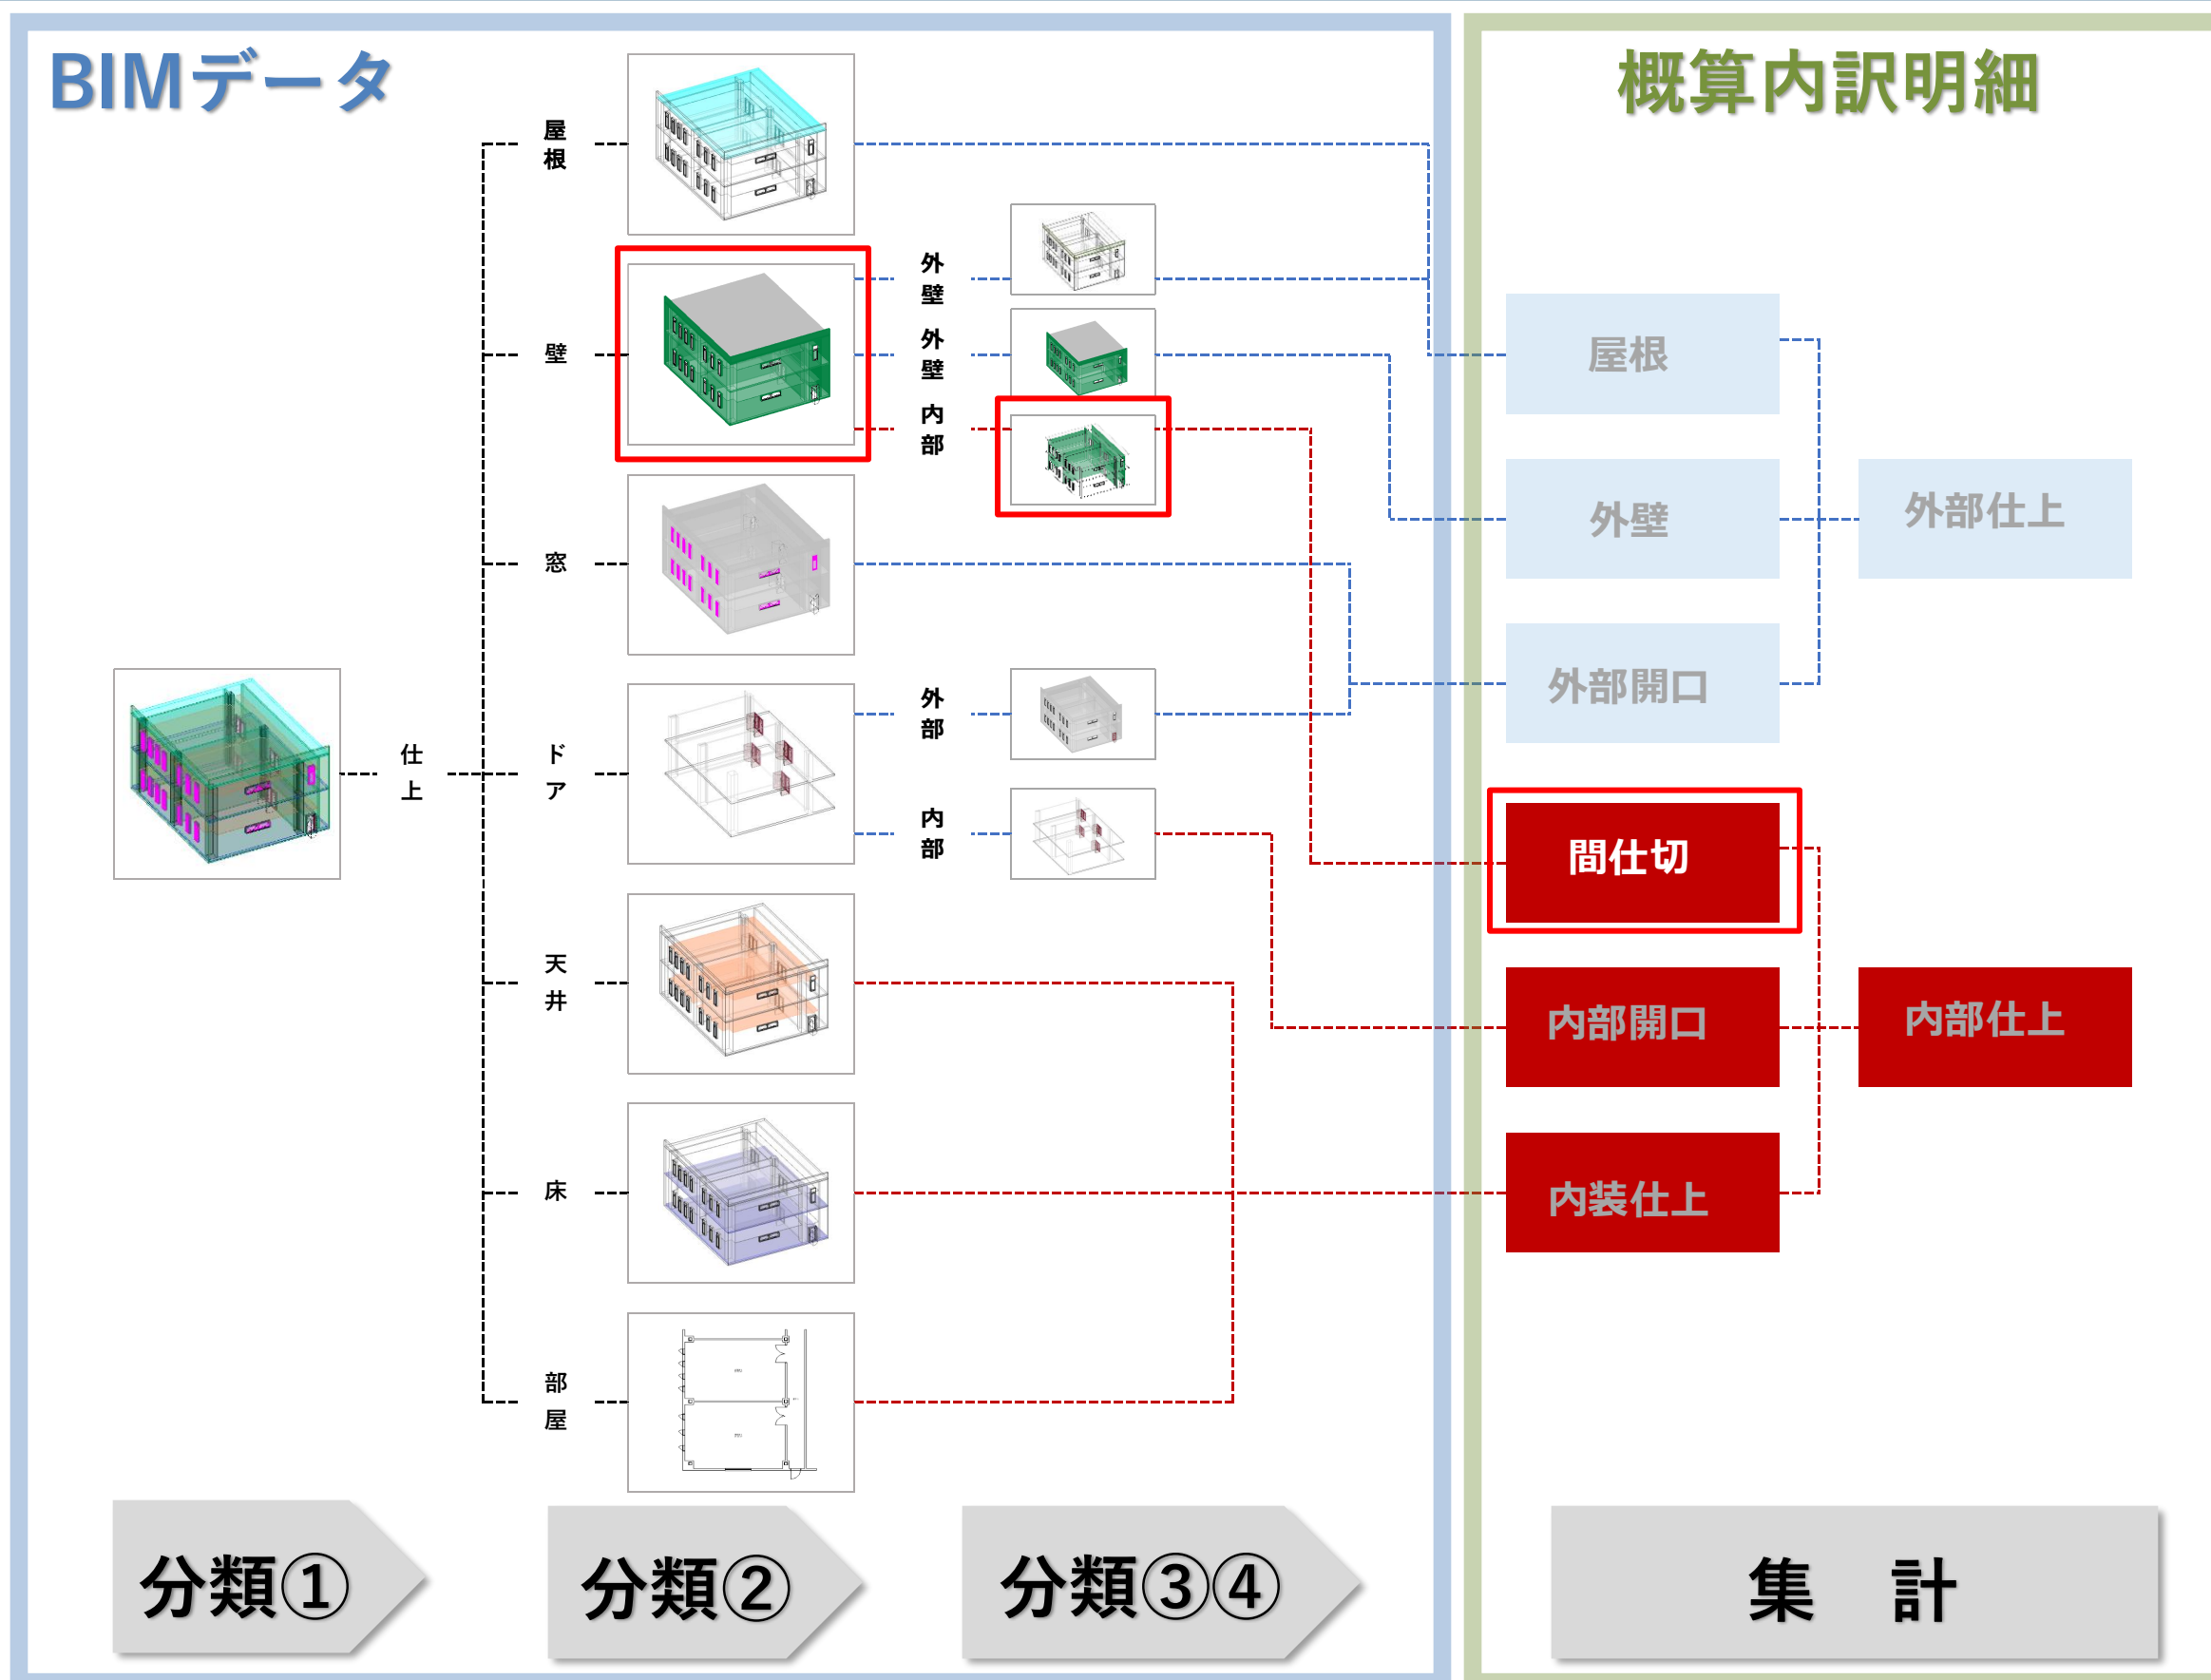 BIMデータ
概算内訳明細
屋根
外壁
壁
外壁
内部
窓
屋根
外壁
外部仕上
外部開口
仕上
ドア
外部
内部
間仕切
天井
内部開口
内部仕上
床
内装仕上
部屋
分類①
分類②
分類③④
集 計